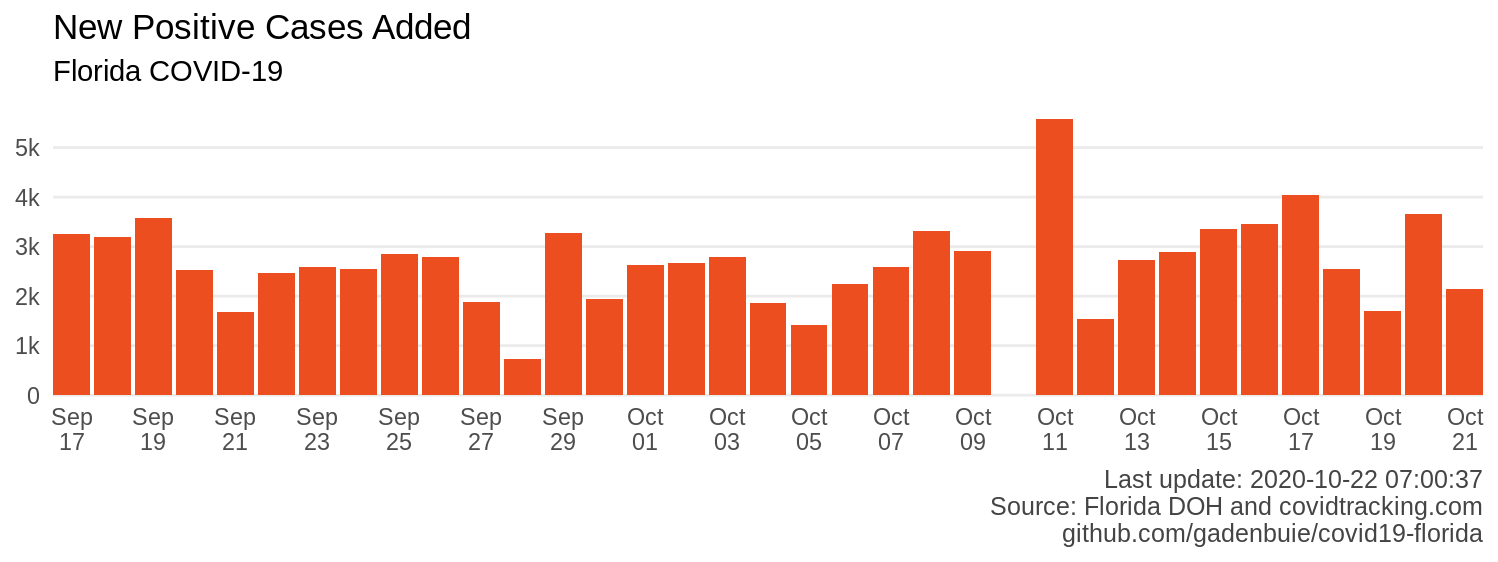 New Positive Cases Added
Florida COVID-19
5k
4k
3k
2k
1k
0
Sep Sep Sep Sep Sep Sep Sep Oct Oct Oct Oct Oct Oct Oct Oct Oct Oct Oct
17 19 21 23 25 27 29 01 03 05 07 09 11 13 15 17 19 21
Last update: 2020-10-22 07:00:37
Source: Florida DOH and covidtracking.com
github.com/gadenbuie/covid19-florida